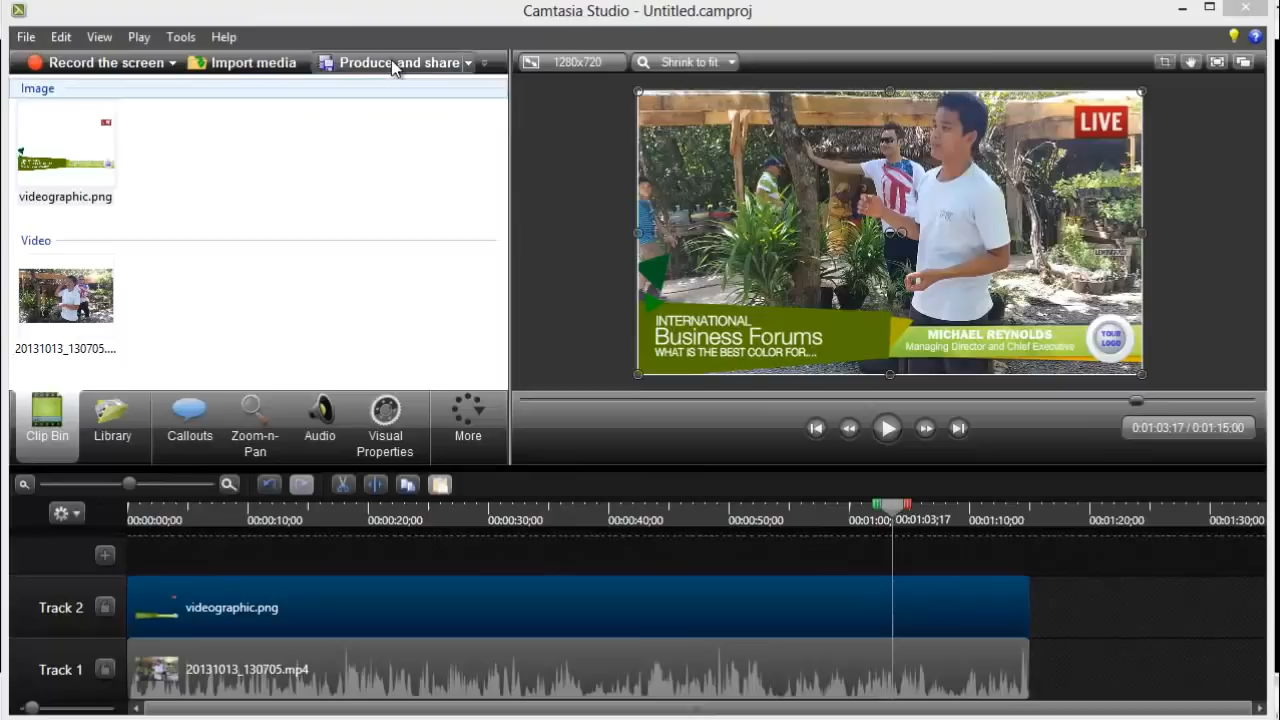 Camtasia Studio - Untitled.camproj
File Edit View Play Tools Help
Record the screen Import media Produce and share
1280x720 Shrink to fit
Image
videographic.png
Video
20131013_130705....
LIVE
INTERNATIONAL
Business Forums
WHAT IS THE BEST COLOR FOR....
MICHAEL REYNOLDS
Managing Director and Chief Executive
YOUR
LOGO
Clip Bin Library Callouts Zoom-n-Pan Audio Visual Properties More
0:01:03;17 / 0:01:15;00
00:00:00;00 00:00:10;00 00:00:20;00 00:00:30;00 00:00:40;00 00:00:50;00 00:01:00; 00:01:03;17 00:01:10;00 00:01:20;00 00:01:30;00
Track 2 videographic.png
Track 1 20131013_130705.mp4